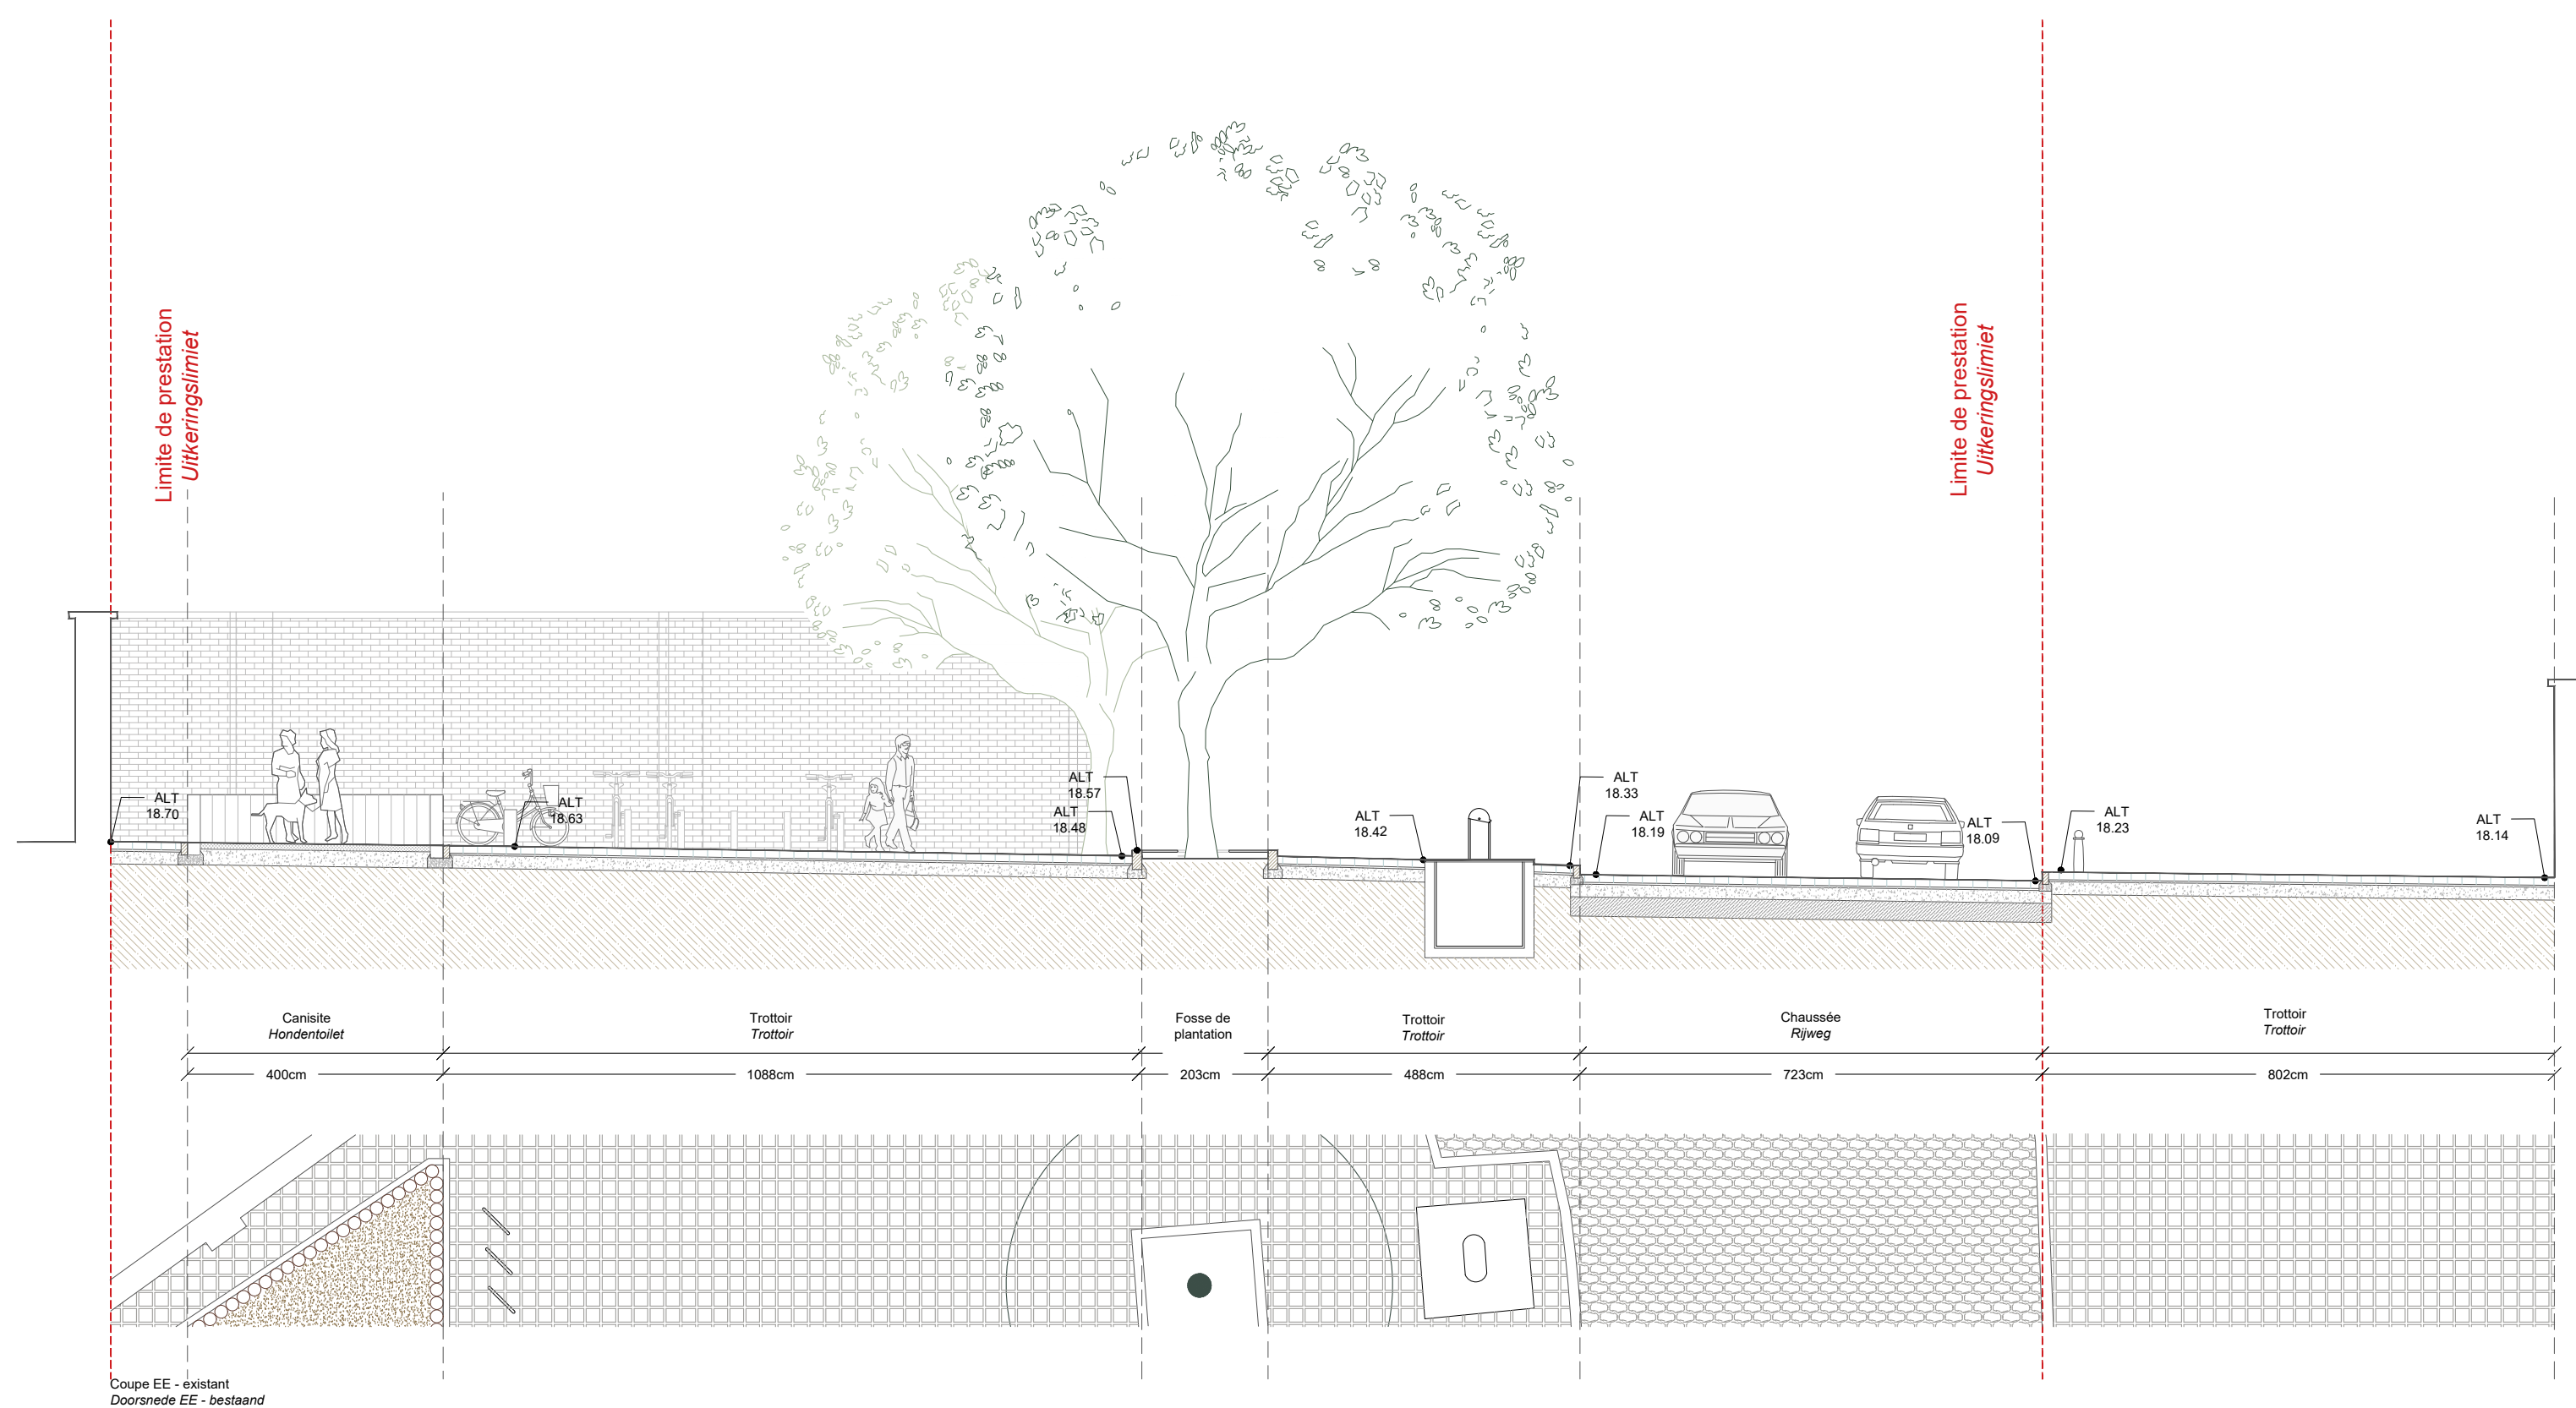 Limite de prestation
Uitkeringslimiet
Limite de prestation
Uitkeringslimiet
ALT
18.70
ALT
18.63
ALT
18.57
ALT
18.48
ALT
18.42
ALT
18.33
ALT
18.19
ALT
18.09
ALT
18.23
ALT
18.14
Canisite
Hondentoilet
Trottoir
Trottoir
Fosse de
plantation
Trottoir
Trottoir
Chaussée
Rijweg
Trottoir
Trottoir
400cm
1088cm
203cm
488cm
723cm
802cm
Coupe EE - existant
Doorsnede EE - bestaand